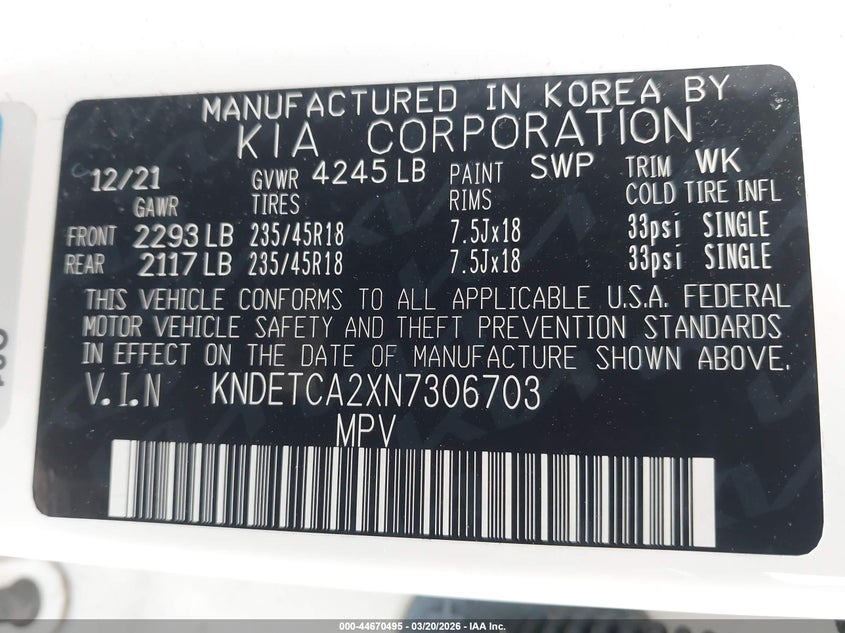 MANUFACTURED IN KOREA BY
KIA CORPORATION
12/21 GVWR 4245 LB PAINT SWP TRIM WK
GAWR TIRES RIMS COLD TIRE INFL
FRONT 2293 LB 235/45R18 7.5Jx18 33psi SINGLE
REAR 2117 LB 235/45R18 7.5Jx18 33psi SINGLE
THIS VEHICLE CONFORMS TO ALL APPLICABLE U.S.A. FEDERAL
MOTOR VEHICLE SAFETY AND THEFT PREVENTION STANDARDS
IN EFFECT ON THE DATE OF MANUFACTURE SHOWN ABOVE.
V.I.N KNDETCA2XN7306703
MPV
000-44670495 - 03/20/2026 - IAA Inc.